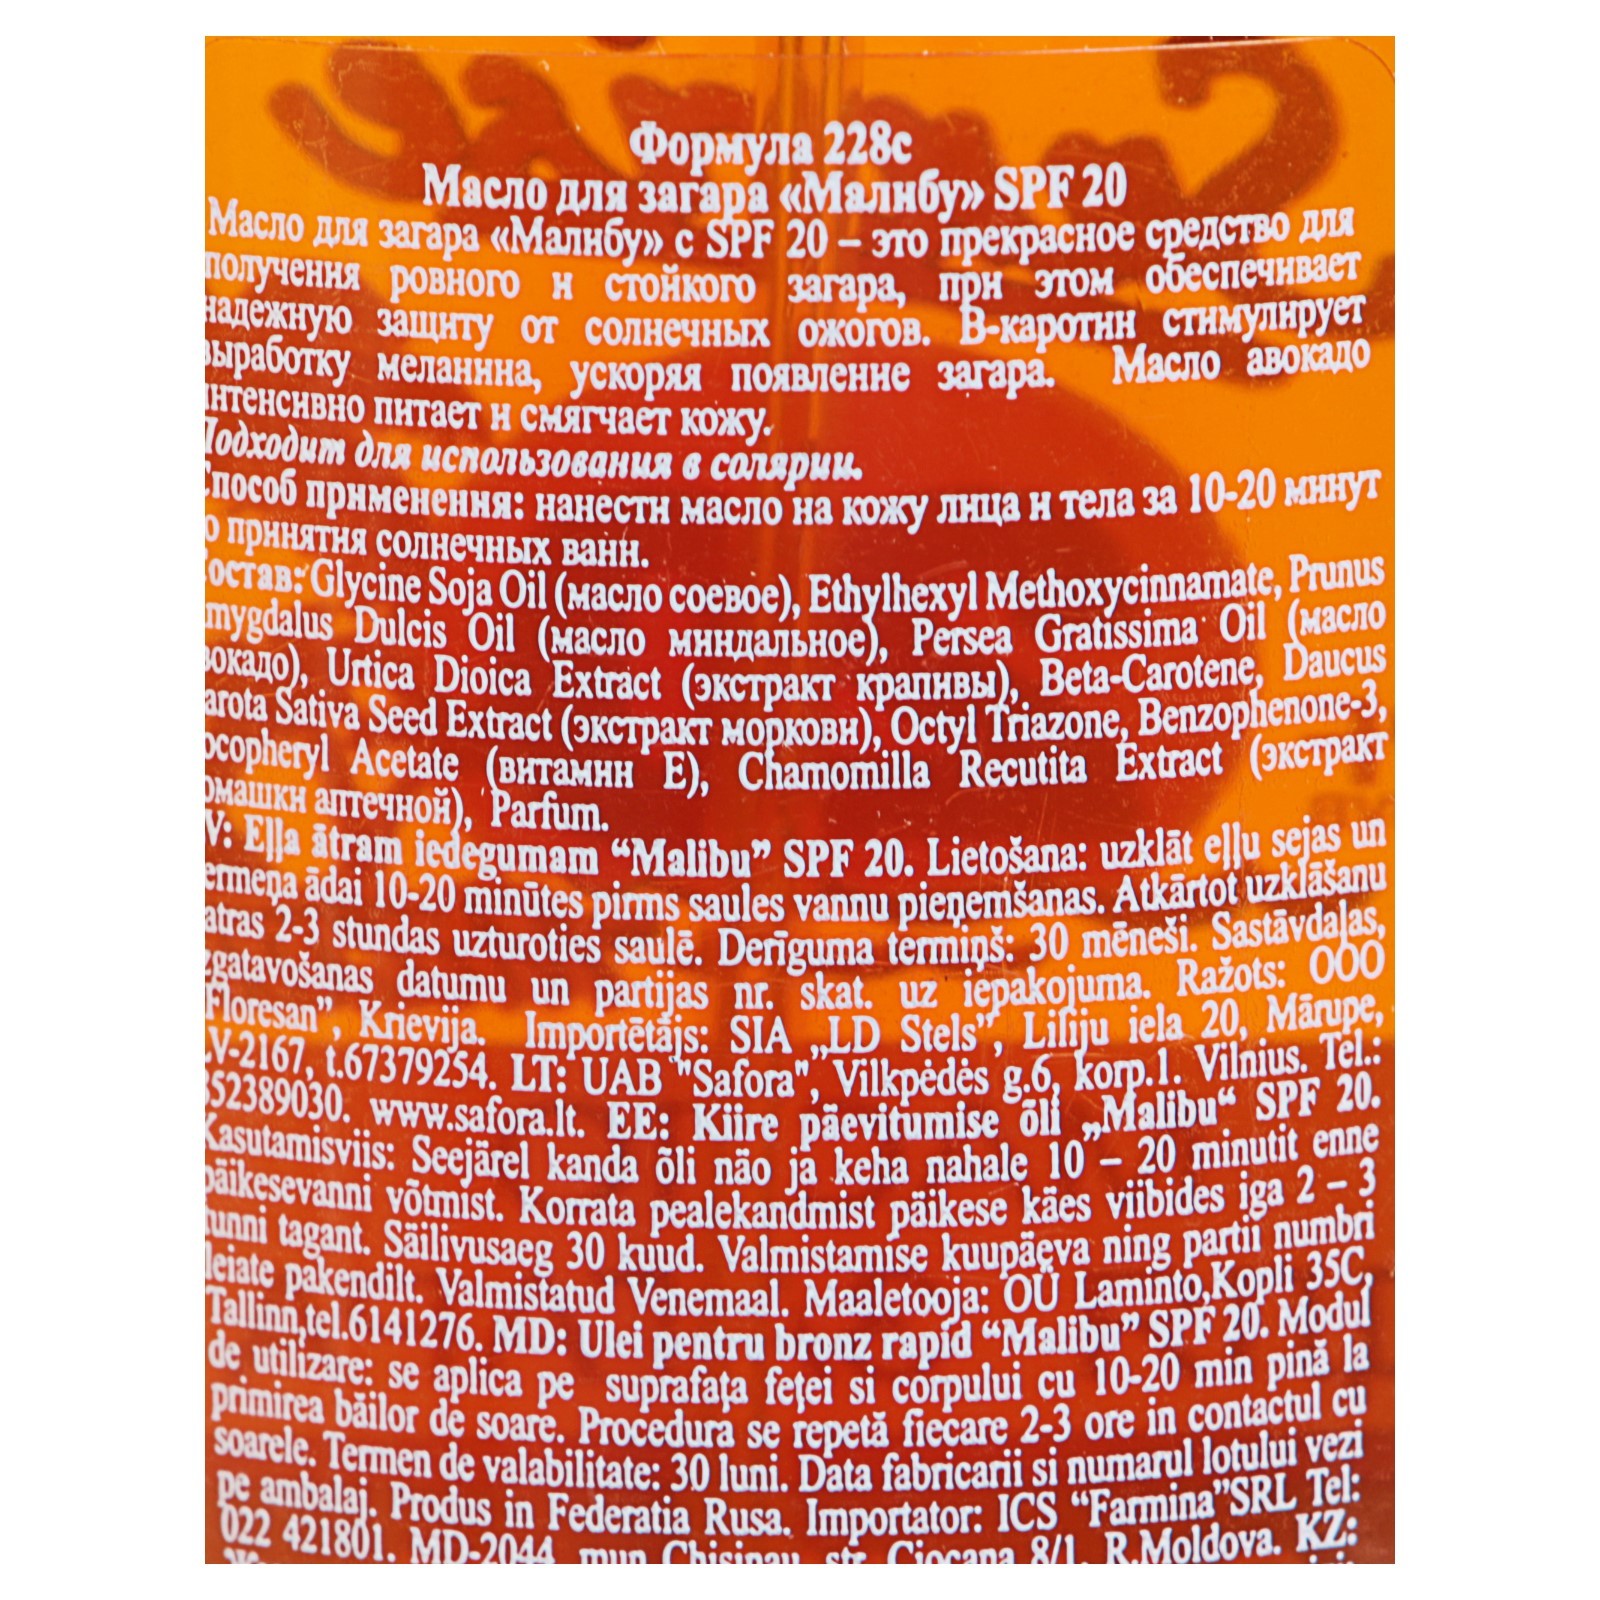 Формула 228с
Масло для загара «Малибу» SPF 20
Масло для загара «Малибу» с SPF 20 – это прекрасное средство для
получения ровного и стойкого загара, при этом обеспечивает
надежную защиту от солнечных ожогов. В-каротин стимулирует
выработку меланина, ускоряя появление загара. Масло авокадо
интенсивно питает и смягчает кожу.
Подходит для использования в солярии.
Способ применения: нанести масло на кожу лица и тела за 10-20 минут
о принятия солнечных ванн.
остав: Glycine Soja Oil (масло соевое), Ethylhexyl Methoxycinnamate, Prunus
mygdalus Dulcis Oil (масло миндальное), Persea Gratissima Oil (масло
вокадо), Urtica Dioica Extract (экстракт крапивы), Beta-Carotene, Daucus
arota Sativa Seed Extract (экстракт моркови), Octyl Triazone, Benzophenone-3,
ocopheryl Acetate (витамин Е), Chamomilla Recutita Extract (экстракт
омашки аптечной), Parfum.
V: Eļļa ātram iedegumam “Malibu” SPF 20. Lietošana: uzklāt eļļu sejas un
ermeņa ādai 10-20 minūtes pirms saules vannu pieņemšanas. Atkārtot uzklāšanu
atras 2-3 stundas uzturoties saulē. Derīguma termiņš: 30 mēneši. Sastāvdaļas,
zgatavošanas datumu un partijas nr. skat. uz iepakojuma. Ražots: OOO
Floresan”, Krievija. Importētājs: SIA „LD Stels”, Liliju iela 20, Mārupe,
LV-2167, t.67379254. LT: UAB "Safora", Vilkpėdės g.6, korp.1. Vilnius. Tel.:
852389030. www.safora.lt. EE: Kiire päevitumise õli „Malibu“ SPF 20.
Kasutamisviis: Seejärel kanda õli näo ja keha nahale 10 – 20 minutit enne
päikesevanni võtmist. Korrata pealekandmist päikese käes viibides iga 2 – 3
tunni tagant. Säilivusaeg 30 kuud. Valmistamise kuupäeva ning partii numbri
leiate pakendilt. Valmistatud Venemaal. Maaletooja: OÜ Laminto,Kopli 35C,
Tallinn,tel.6141276. MD: Ulei pentru bronz rapid “Malibu” SPF 20. Modul
de utilizare: se aplica pe suprafața feței si corpului cu 10-20 min pină la
primirea băilor de soare. Procedura se repetă fiecare 2-3 ore in contactul cu
soarele. Termen de valabilitate: 30 luni. Data fabricarii si numarul lotului vezi
pe ambalaj. Produs in Federatia Rusa. Importator: ICS “Farmina”SRL Tel:
022 421801. MD-2044, mun Chisinau, str. Ciocana 8/1, R.Moldova. KZ: